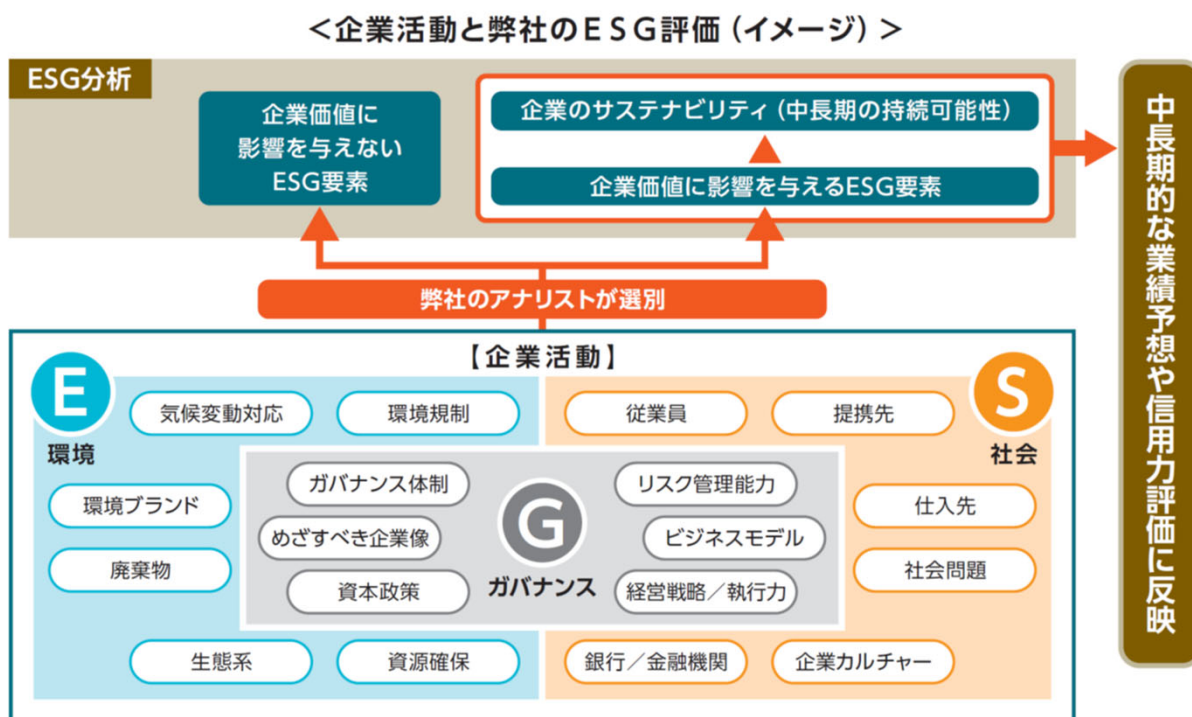 ＜企業活動と弊社のＥＳＧ評価（イメージ）＞
ESG分析
企業価値に
影響を与えない
ESG要素
企業のサステナビリティ（中長期の持続可能性）
企業価値に影響を与えるESG要素
弊社のアナリストが選別
中長期的な業績予想や信用力評価に反映
【企業活動】
E
環境
気候変動対応
環境規制
環境ブランド
廃棄物
生態系
資源確保
S
社会
従業員
提携先
仕入先
社会問題
銀行／金融機関
企業カルチャー
G
ガバナンス
ガバナンス体制
めざすべき企業像
資本政策
リスク管理能力
ビジネスモデル
経営戦略／執行力